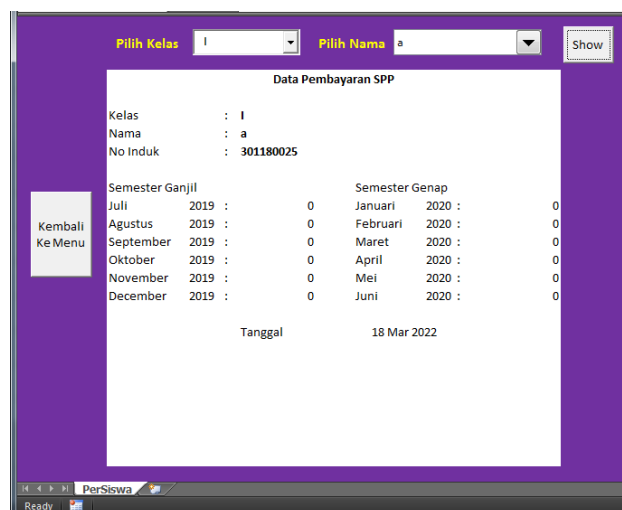 Pilih Kelas I Pilih Nama a Show
Data Pembayaran SPP
Kelas : I
Nama : a
No Induk : 301180025
Semester Ganjil Semester Genap
Juli 2019 : 0 Januari 2020 : 0
Kembali Ke Menu
Agustus 2019 : 0 Februari 2020 : 0
September 2019 : 0 Maret 2020 : 0
Oktober 2019 : 0 April 2020 : 0
November 2019 : 0 Mei 2020 : 0
December 2019 : 0 Juni 2020 : 0
Tanggal 18 Mar 2022
PerSiswa
Ready